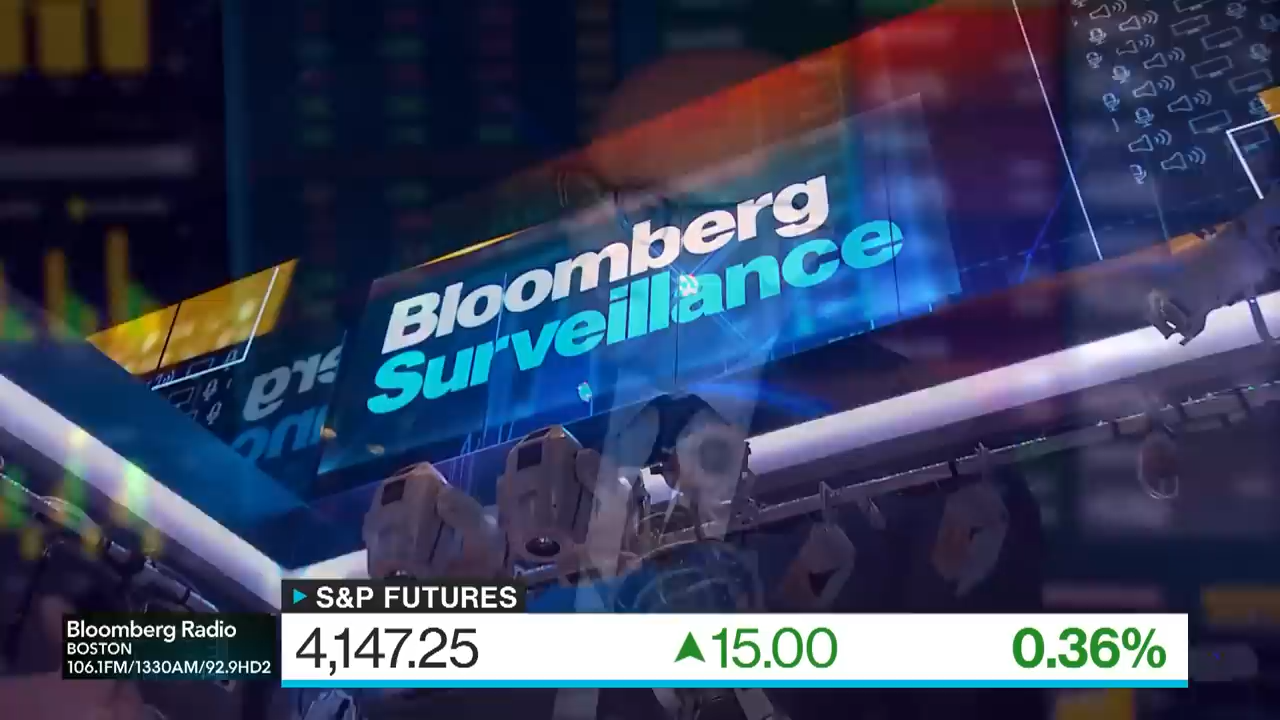 Bloomberg
Surveillance
S&P FUTURES
Bloomberg Radio
BOSTON
106.1FM/1330AM/92.9HD2
4,147.25
15.00
0.36%